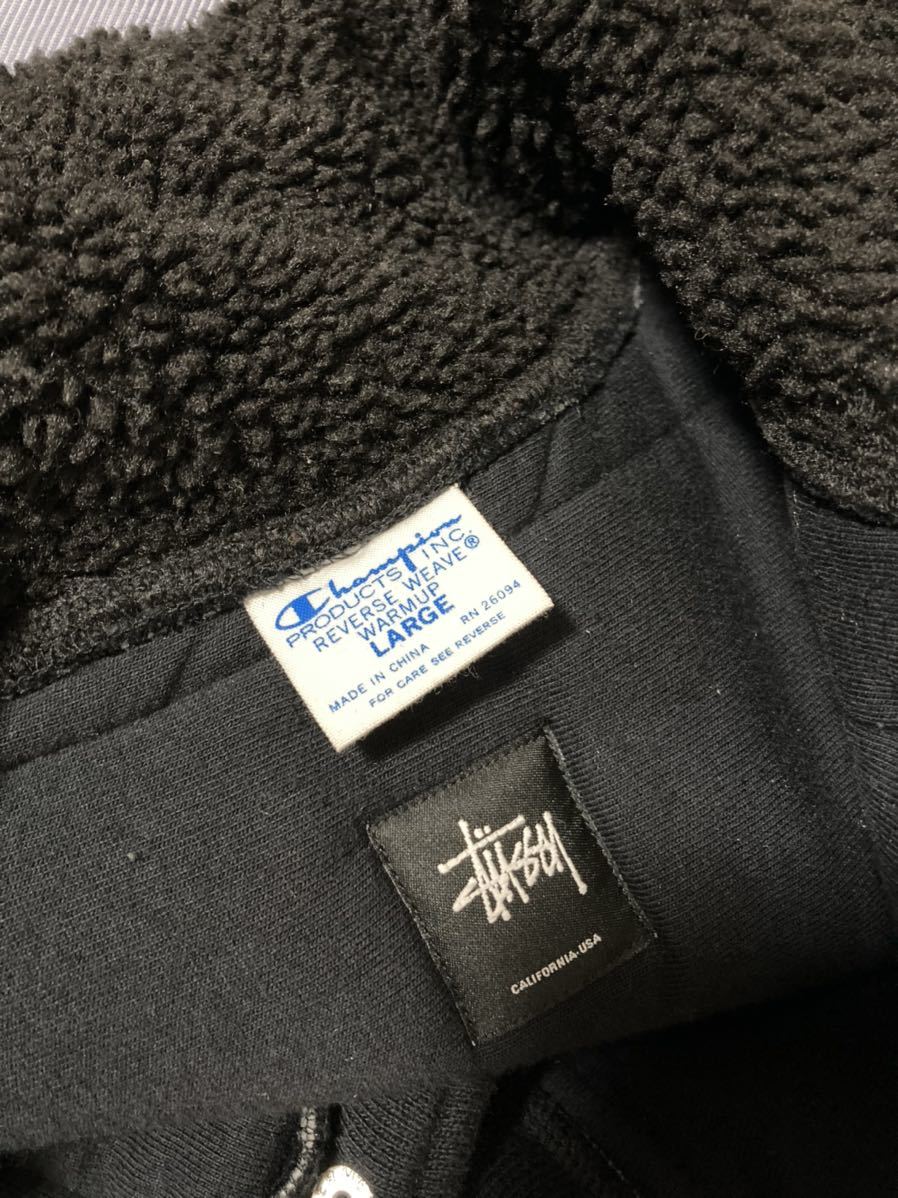 Champion
PRODUCTS INC.
REVERSE WEAVE®
WARMUP
LARGE
MADE IN CHINA RN 26094
FOR CARE SEE REVERSE
STÜSSY
CALIFORNIA-USA